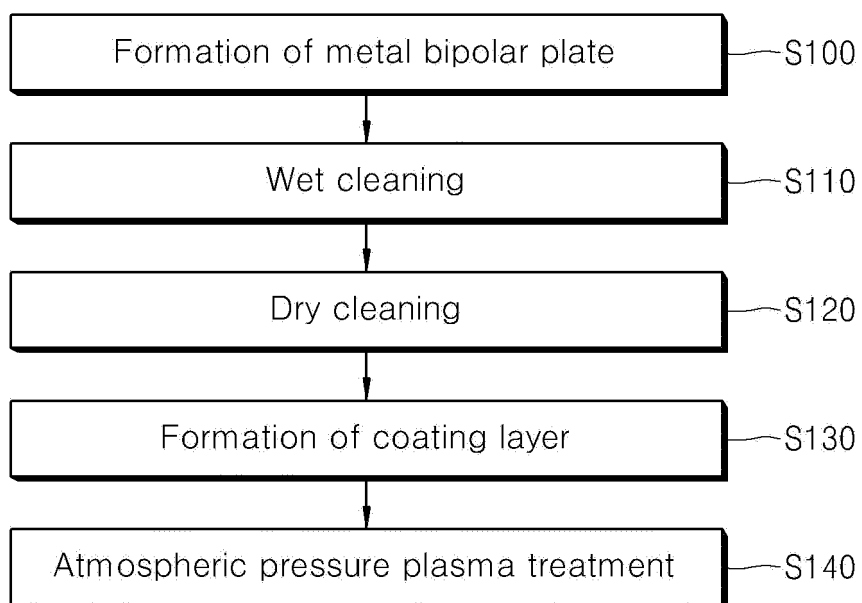 Formation of metal bipolar plate S100
Wet cleaning S110
Dry cleaning S120
Formation of coating layer S130
Atmospheric pressure plasma treatment S140